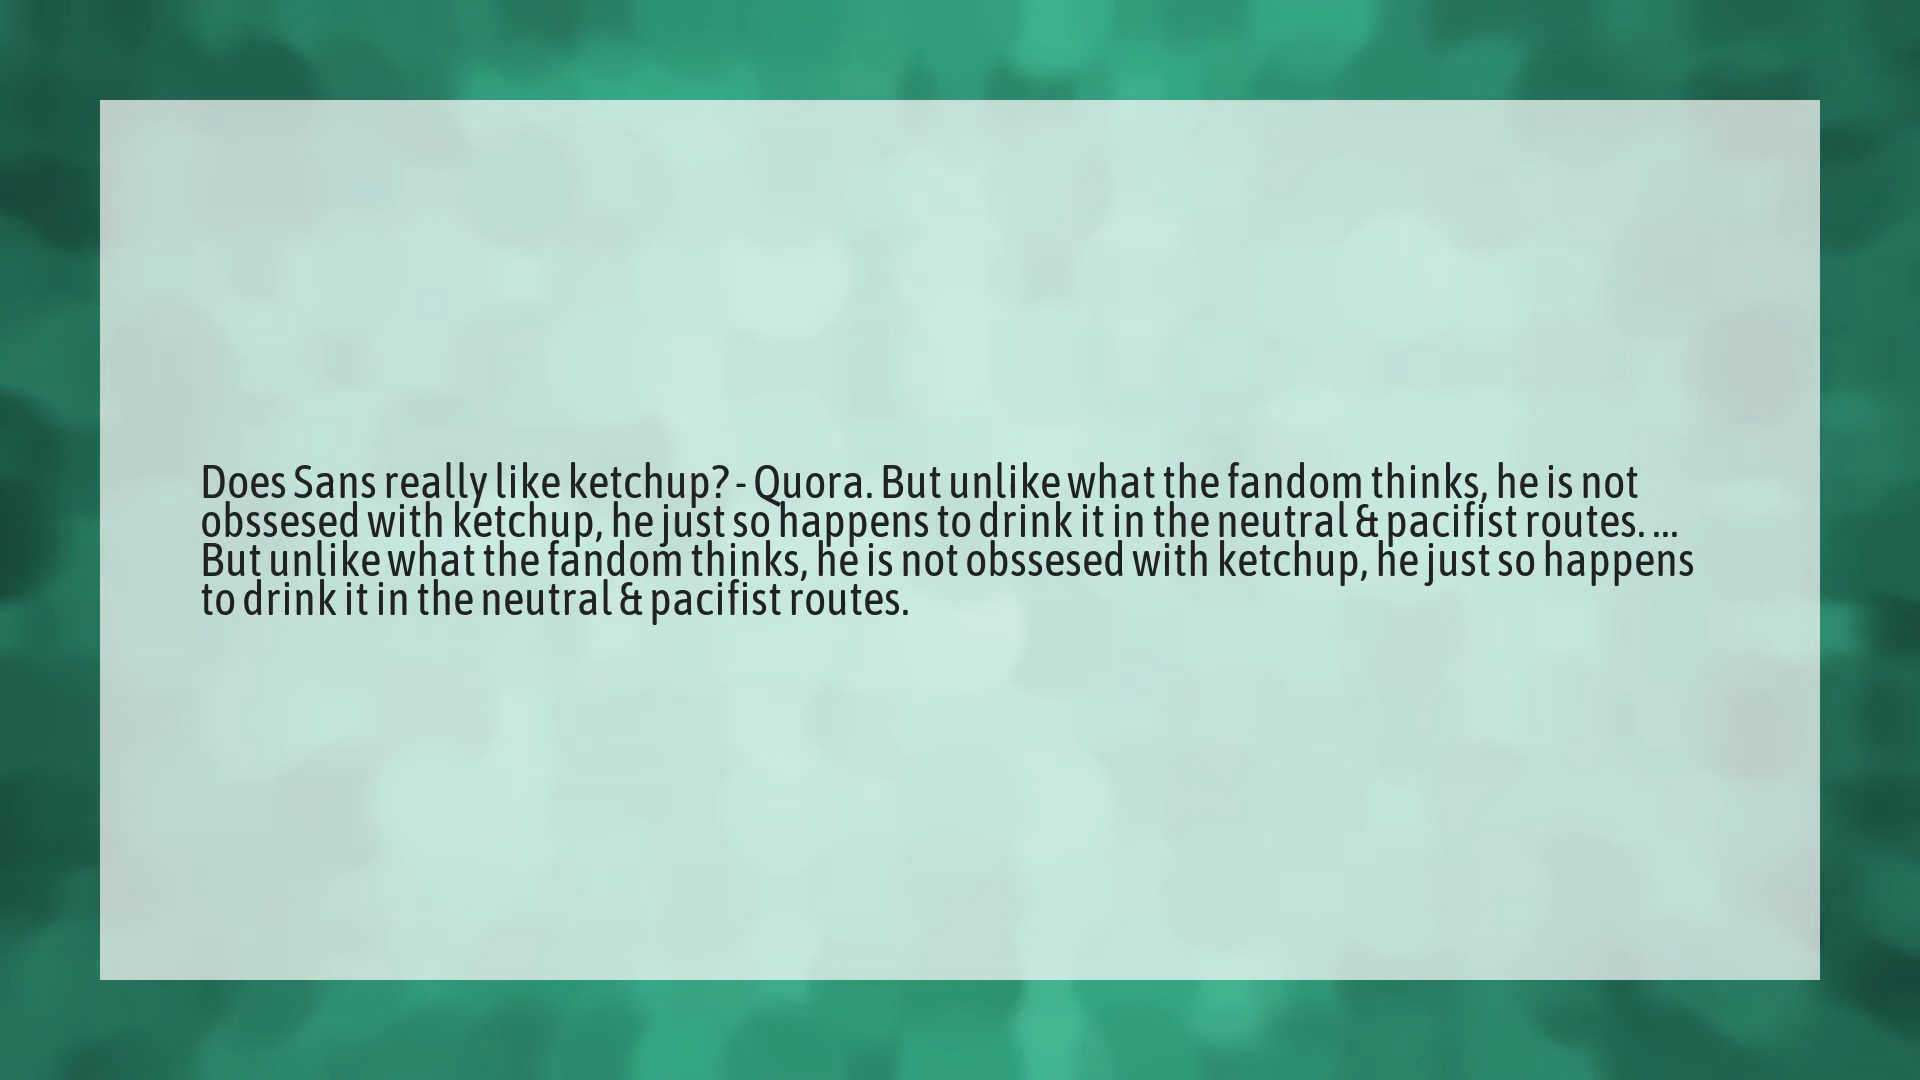 Does Sans really like ketchup? - Quora. But unlike what the fandom thinks, he is not
obssesed with ketchup, he just so happens to drink it in the neutral & pacifist routes. ...
But unlike what the fandom thinks, he is not obssesed with ketchup, he just so happens
to drink it in the neutral & pacifist routes.